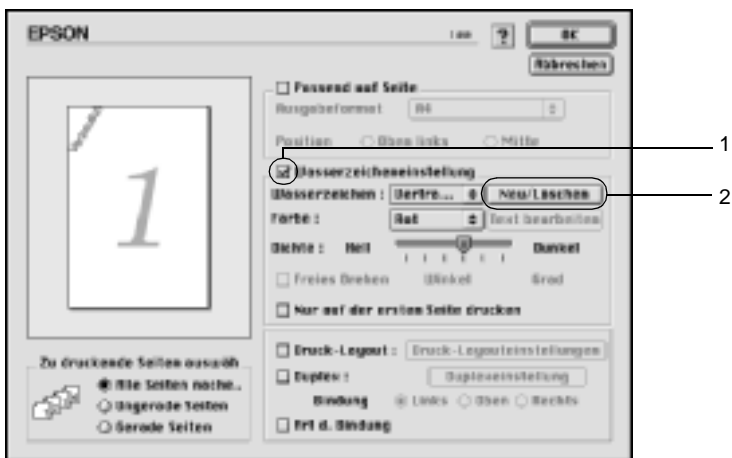 EPSON
?
OK
Abbrechen
Passend auf Seite
Ausgabeformat A4
Position Oben links Mitte
1
Wasserzeicheneinstellung
Wasserzeichen : Vertra... Neu/Löschen
2
Farbe : Rot Text bearbeiten
Dichte : Hell Dunkel
Freies Drehen Winkel Grad
Nur auf der ersten Seite drucken
1
Zu druckende Seiten auswäh
Alle Seiten nache..
Ungerade Seiten
Gerade Seiten
Druck-Layout : Druck-Layouteinstellungen
Duplex : Duplexeinstellung
Bindung Links Oben Rechts
Art d. Bindung